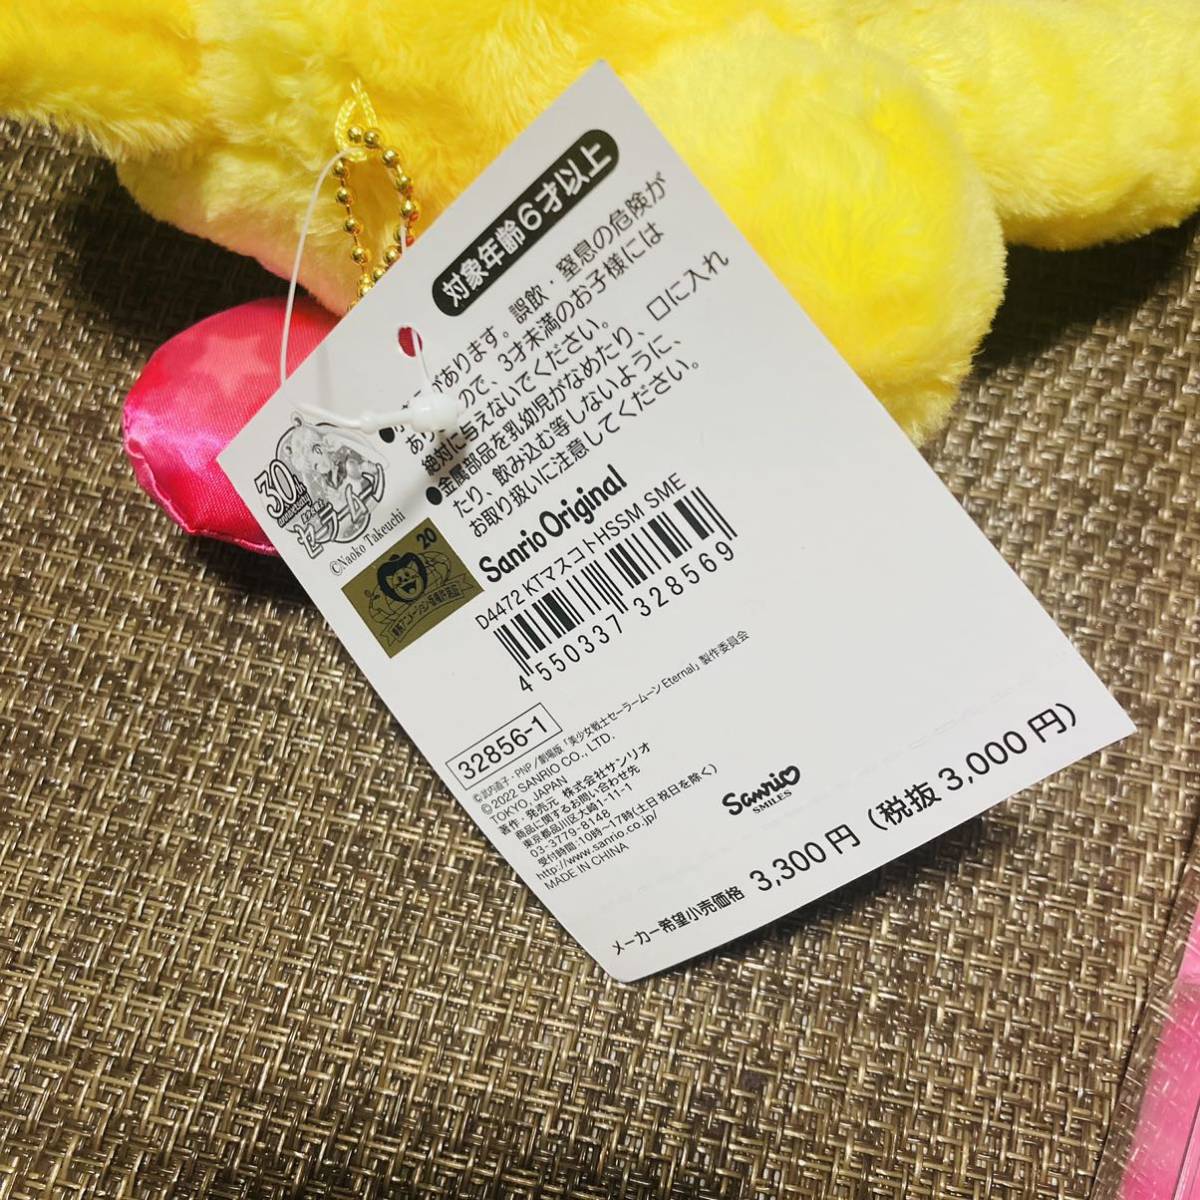 対象年齢6才以上
があります。誤飲・窒息の危険が
ので、3才未満のお子様には
絶対に与えないでください。
●金属部品を乳幼児がなめたり、口に入れ
たり、飲み込む等しないように、
お取り扱いに注意してください。
30th
anniversary
セーラームーン
©Naoko Takeuchi
20
Sanrio Original
D4472 KTマスコトHSSM SME
4 550337 328569
32856-1
©武内直子・PNP/劇場版「美少女戦士セーラームーンEternal」製作委員会
©2022 SANRIO CO., LTD.
TOKYO, JAPAN
著作・発売元 株式会社サンリオ
商品に関するお問い合わせ先
東京都品川区大崎1-11-1
03-3779-8148
受付時間:10時〜17時(土日 祝日を除く)
http://www.sanrio.co.jp/
MADE IN CHINA
Sanrio
SMILES
メーカー希望小売価格 3,300円(税抜3,000円)